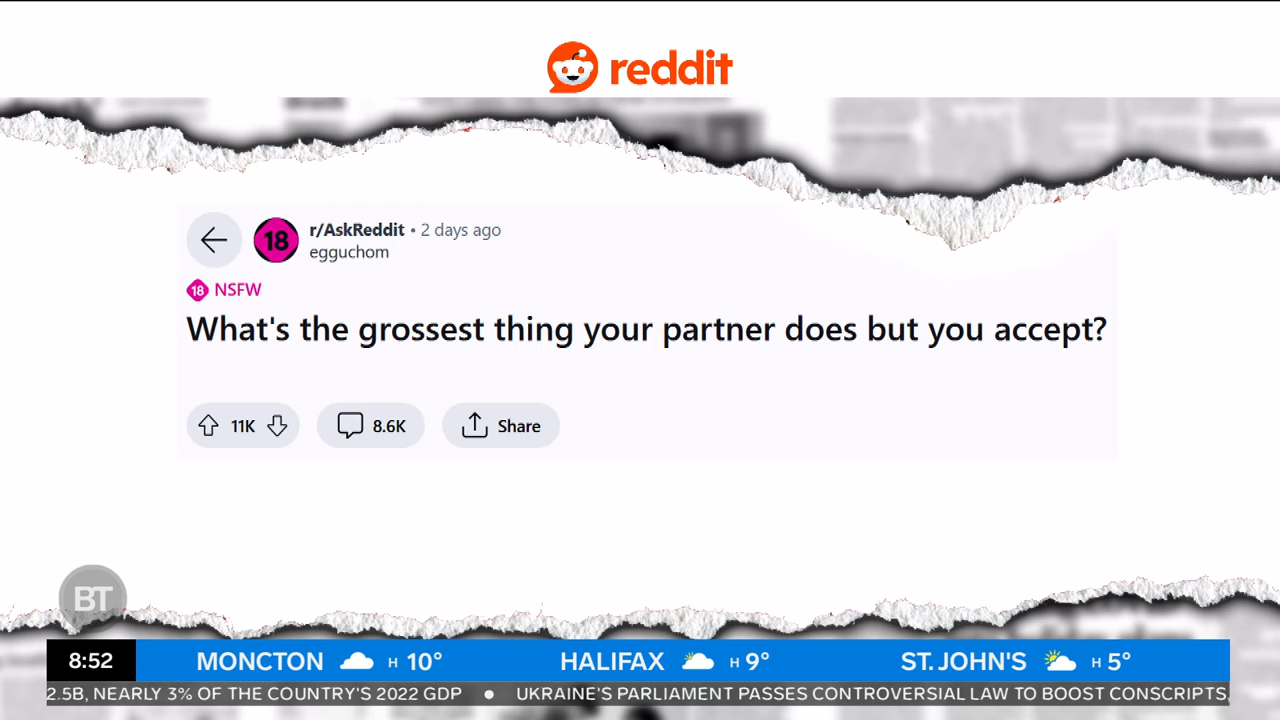 reddit
r/AskReddit • 2 days ago
18
egguchom
18 NSFW
What's the grossest thing your partner does but you accept?
11K 8.6K Share
BT
8:52 MONCTON H 10° HALIFAX H 9° ST. JOHN'S H 5°
2.5B, NEARLY 3% OF THE COUNTRY'S 2022 GDP ● UKRAINE'S PARLIAMENT PASSES CONTROVERSIAL LAW TO BOOST CONSCRIPTS,